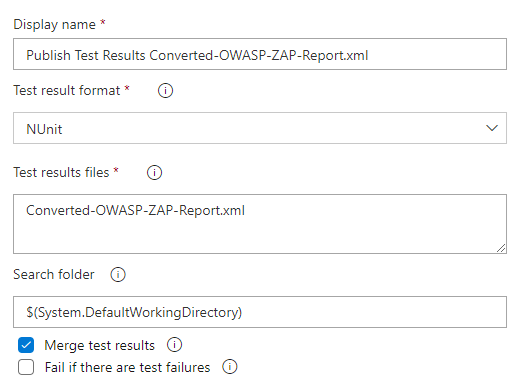 Display name *
Publish Test Results Converted-OWASP-ZAP-Report.xml
Test result format *
NUnit
Test results files *
Converted-OWASP-ZAP-Report.xml
Search folder
$(System.DefaultWorkingDirectory)
Merge test results
Fail if there are test failures